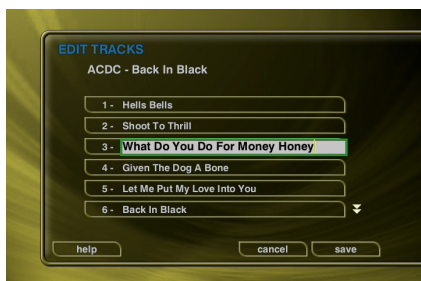 EDIT TRACKS
ACDC - Back In Black
1 - Hells Bells
2 - Shoot To Thrill
3 - What Do You Do For Money Honey
4 - Given The Dog A Bone
5 - Let Me Put My Love Into You
6 - Back In Black
help cancel save